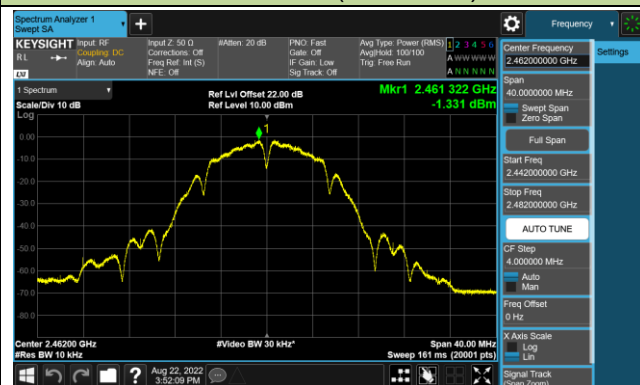 Spectrum Analyzer 1
Swept SA
Frequency
KEYSIGHT
RL
Input: RF
Coupling: DC
Align: Auto
Input Z: 50 Ω
Corrections: Off
Freq Ref: Int (S)
NFE: Off
#Atten: 20 dB
PNO: Fast
Gate: Off
IF Gain: Low
Sig Track: Off
Avg Type: Power (RMS)
Avg|Hold: 100/100
Trig: Free Run
1 2 3 4 5 6
A W W W W W
A N N N N N
1 Spectrum
Scale/Div 10 dB
Ref Lvl Offset 22.00 dB
Ref Level 10.00 dBm
Mkr1 2.461 322 GHz
-1.331 dBm
Log
1
0.00
-10.0
-20.0
-30.0
-40.0
-50.0
-60.0
-70.0
-80.0
Center 2.46200 GHz
#Res BW 10 kHz
#Video BW 30 kHz*
Span 40.00 MHz
Sweep 161 ms (20001 pts)
Aug 22, 2022
3:52:09 PM
?
Center Frequency
2.462000000 GHz
Settings
Span
40.0000000 MHz
Swept Span
Zero Span
Full Span
Start Freq
2.442000000 GHz
Stop Freq
2.482000000 GHz
AUTO TUNE
CF Step
4.000000 MHz
Auto
Man
Freq Offset
0 Hz
X Axis Scale
Log
Lin
Signal Track
(Span Zoom)